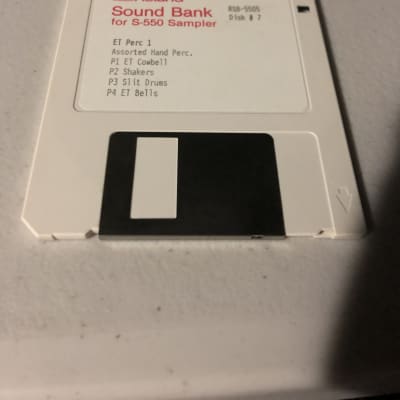 Sound Bank
for S-550 Sampler
RSB-5505
Disk # 7
ET Perc 1
Assorted Hand Perc.
P1 ET Cowbell
P2 Shakers
P3 Slit Drums
P4 ET Bells